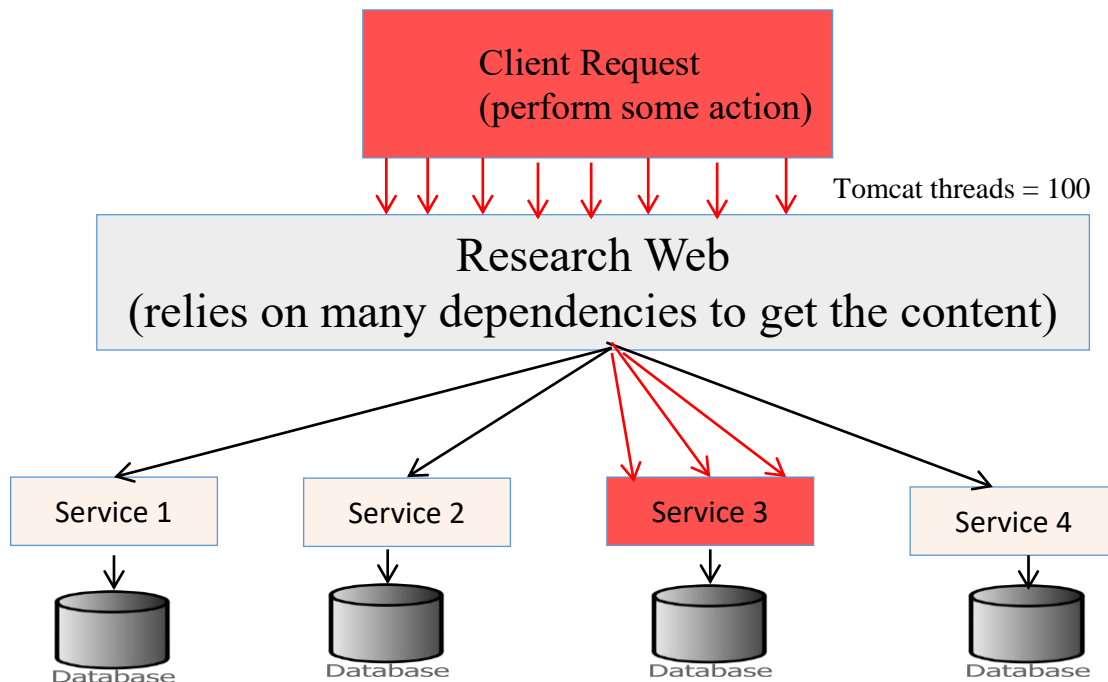 Client Request
(perform some action)
Tomcat threads = 100
Research Web
(relies on many dependencies to get the content)
Service 1
Service 2
Service 3
Service 4
Database
Database
Database
Database